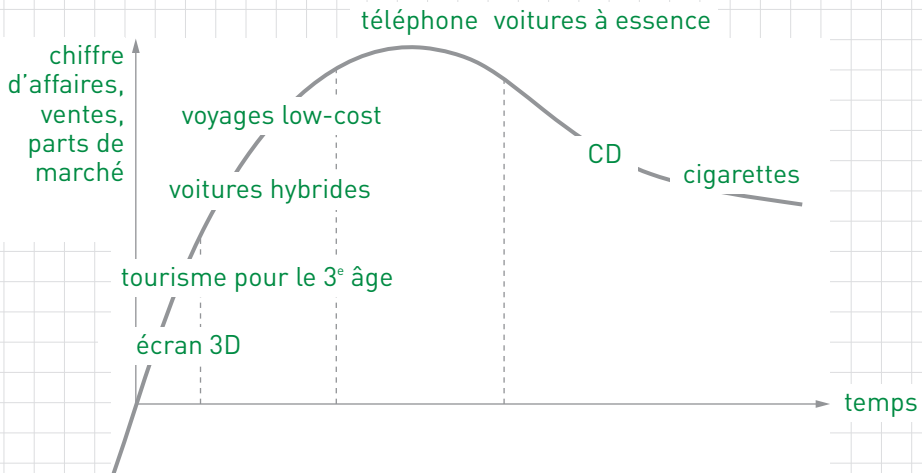 téléphone voitures à essence
chiffre
d'affaires,
ventes,
parts de
marché
voyages low-cost
CD
cigarettes
voitures hybrides
tourisme pour le 3e âge
écran 3D
temps